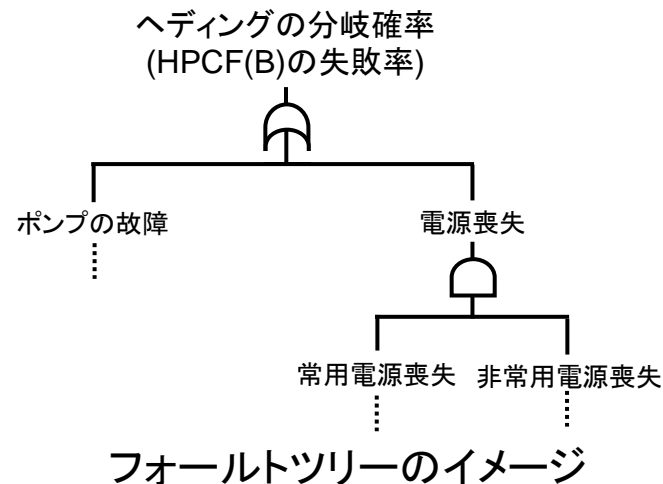 ヘディングの分岐確率
(HPCF(B)の失敗率)
ポンプの故障
電源喪失
常用電源喪失
非常用電源喪失
フォールトツリーのイメージ